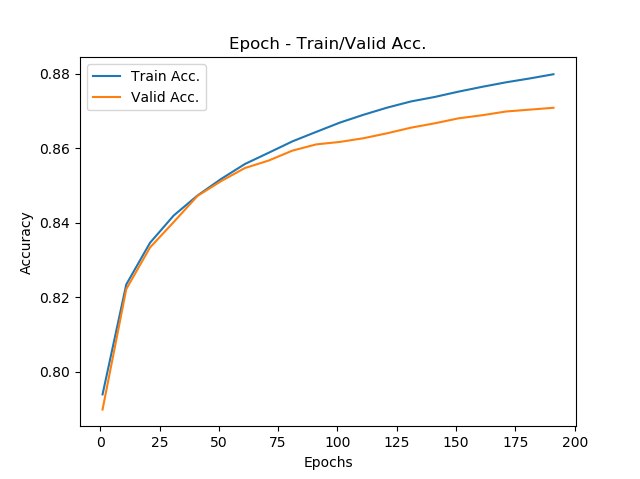 Epoch - Train/Valid Acc.
Train Acc.
Valid Acc.
0.88
0.86
0.84
0.82
0.80
Accuracy
0 25 50 75 100 125 150 175 200
Epochs